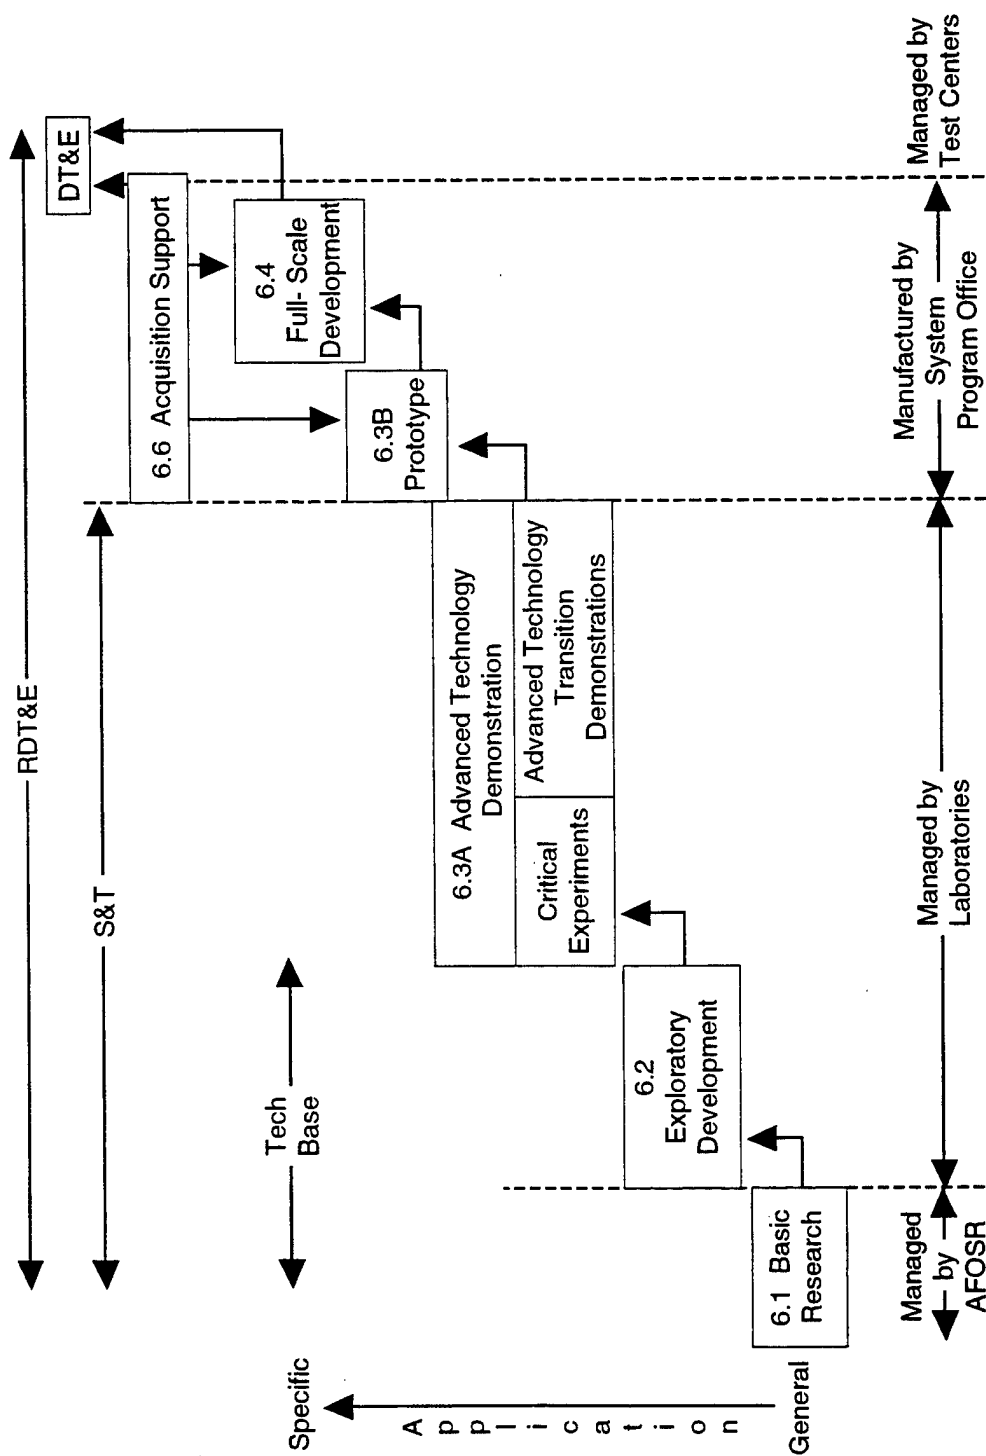 RDT&E
S&T
DT&E
6.6 Acquisition Support
6.4
Full- Scale
Development
6.3B
Prototype
6.3A Advanced Technology
Demonstration
Critical
Experiments
Advanced Technology
Transition
Demonstrations
Tech
Base
6.2
Exploratory
Development
6.1 Basic
Research
Specific
Application
General
Managed
by
AFOSR
Managed by
Laboratories
Manufactured by
System
Program Office
Managed by
Test Centers